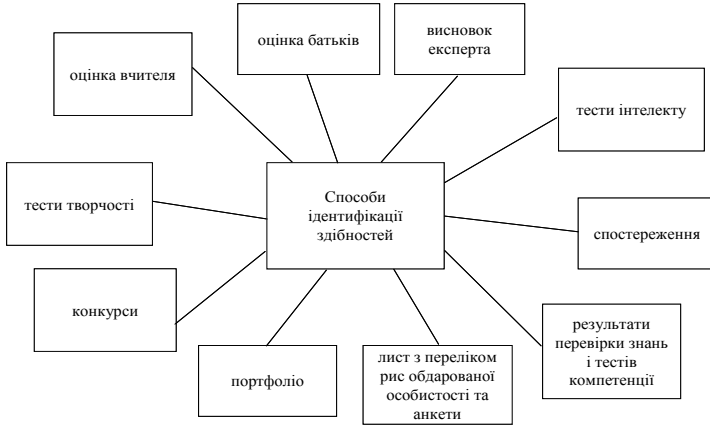 оцінка батьків
висновок
експерта
оцінка вчителя
тести інтелекту
тести творчості
Способи
ідентифікації
здібностей
спостереження
конкурси
результати
перевірки знань
і тестів
компетенції
портфоліо
лист з переліком
рис обдарованої
особистості та
анкети